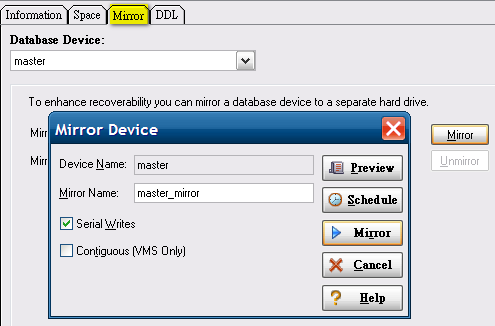 Information Space Mirror DDL
Database Device:
master
To enhance recoverability you can mirror a database device to a separate hard drive.
Mirr
Mirror
Mirr
Unmirror
Mirror Device
Device Name: master
Preview
Mirror Name: master_mirror
Schedule
Serial Writes
Mirror
Contiguous (VMS Only)
Cancel
Help